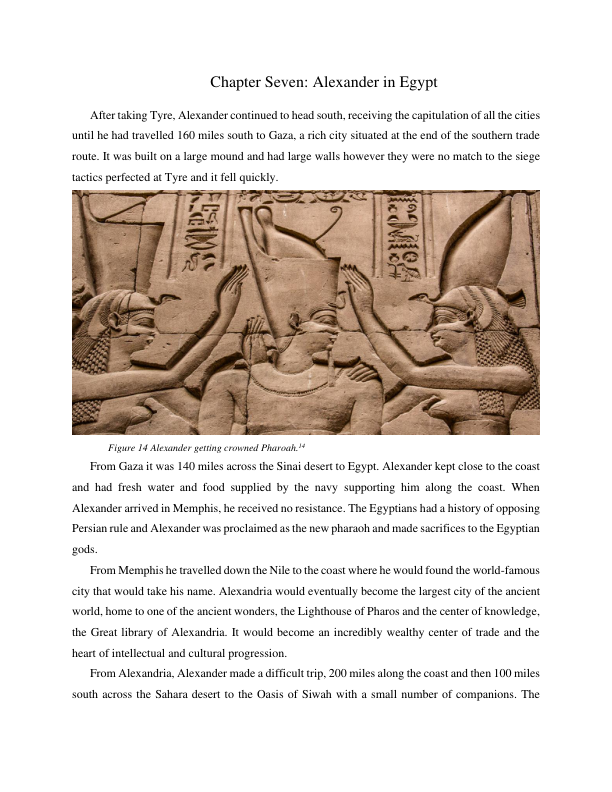 Chapter Seven: Alexander in Egypt
After taking Tyre, Alexander continued to head south, receiving the capitulation of all the cities
until he had travelled 160 miles south to Gaza, a rich city situated at the end of the southern trade
route. It was built on a large mound and had large walls however they were no match to the siege
tactics perfected at Tyre and it fell quickly.
Figure 14 Alexander getting crowned Pharoah.14
From Gaza it was 140 miles across the Sinai desert to Egypt. Alexander kept close to the coast
and had fresh water and food supplied by the navy supporting him along the coast. When
Alexander arrived in Memphis, he received no resistance. The Egyptians had a history of opposing
Persian rule and Alexander was proclaimed as the new pharaoh and made sacrifices to the Egyptian
gods.
From Memphis he travelled down the Nile to the coast where he would found the world-famous
city that would take his name. Alexandria would eventually become the largest city of the ancient
world, home to one of the ancient wonders, the Lighthouse of Pharos and the center of knowledge,
the Great library of Alexandria. It would become an incredibly wealthy center of trade and the
heart of intellectual and cultural progression.
From Alexandria, Alexander made a difficult trip, 200 miles along the coast and then 100 miles
south across the Sahara desert to the Oasis of Siwah with a small number of companions. The